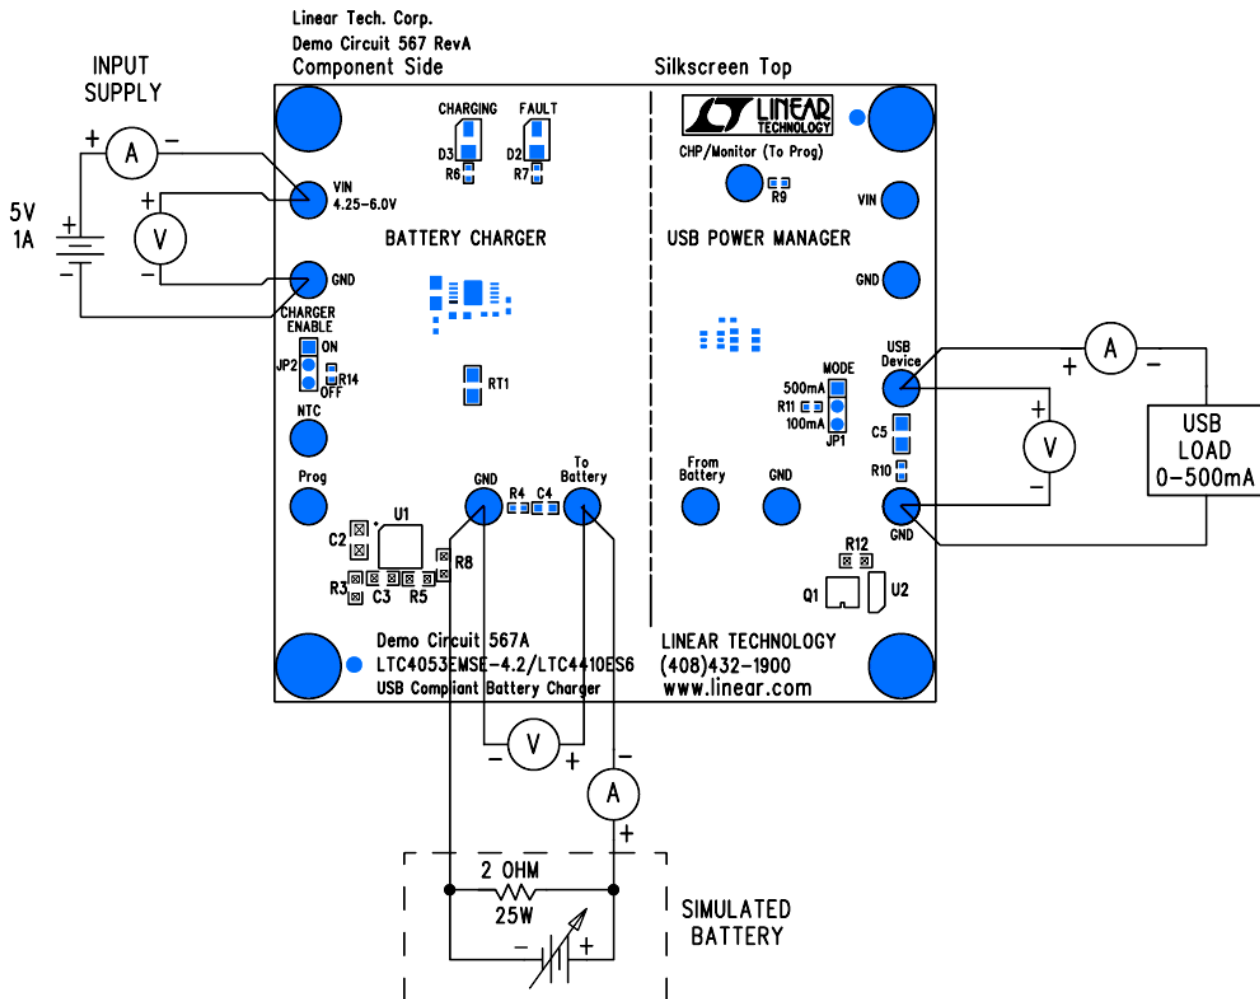 Linear Tech. Corp.
Demo Circuit 567 RevA
Component Side
Silkscreen Top
INPUT
SUPPLY
+
A
-
5V
1A
+
-
+
V
-
CHARGING
FAULT
D3
D2
R6
R7
LINEAR
TECHNOLOGY
CHP/Monitor (To Prog)
R9
VIN
4.25-6.0V
VIN
BATTERY CHARGER
USB POWER MANAGER
GND
GND
CHARGER
ENABLE
ON
JP2
R14
OFF
RT1
NTC
Prog
MODE
500mA
R11
100mA
JP1
USB
Device
C5
R10
GND
+
A
-
+
V
-
USB
LOAD
0-500mA
GND
R4
C4
To
Battery
From
Battery
GND
U1
C2
R3
C3
R5
R8
R12
Q1
U2
Demo Circuit 567A
LTC4053EMSE-4.2/LTC4410ES6
USB Compliant Battery Charger
LINEAR TECHNOLOGY
(408)432-1900
www.linear.com
-
V
+
-
A
+
2 OHM
25W
-
+
SIMULATED
BATTERY